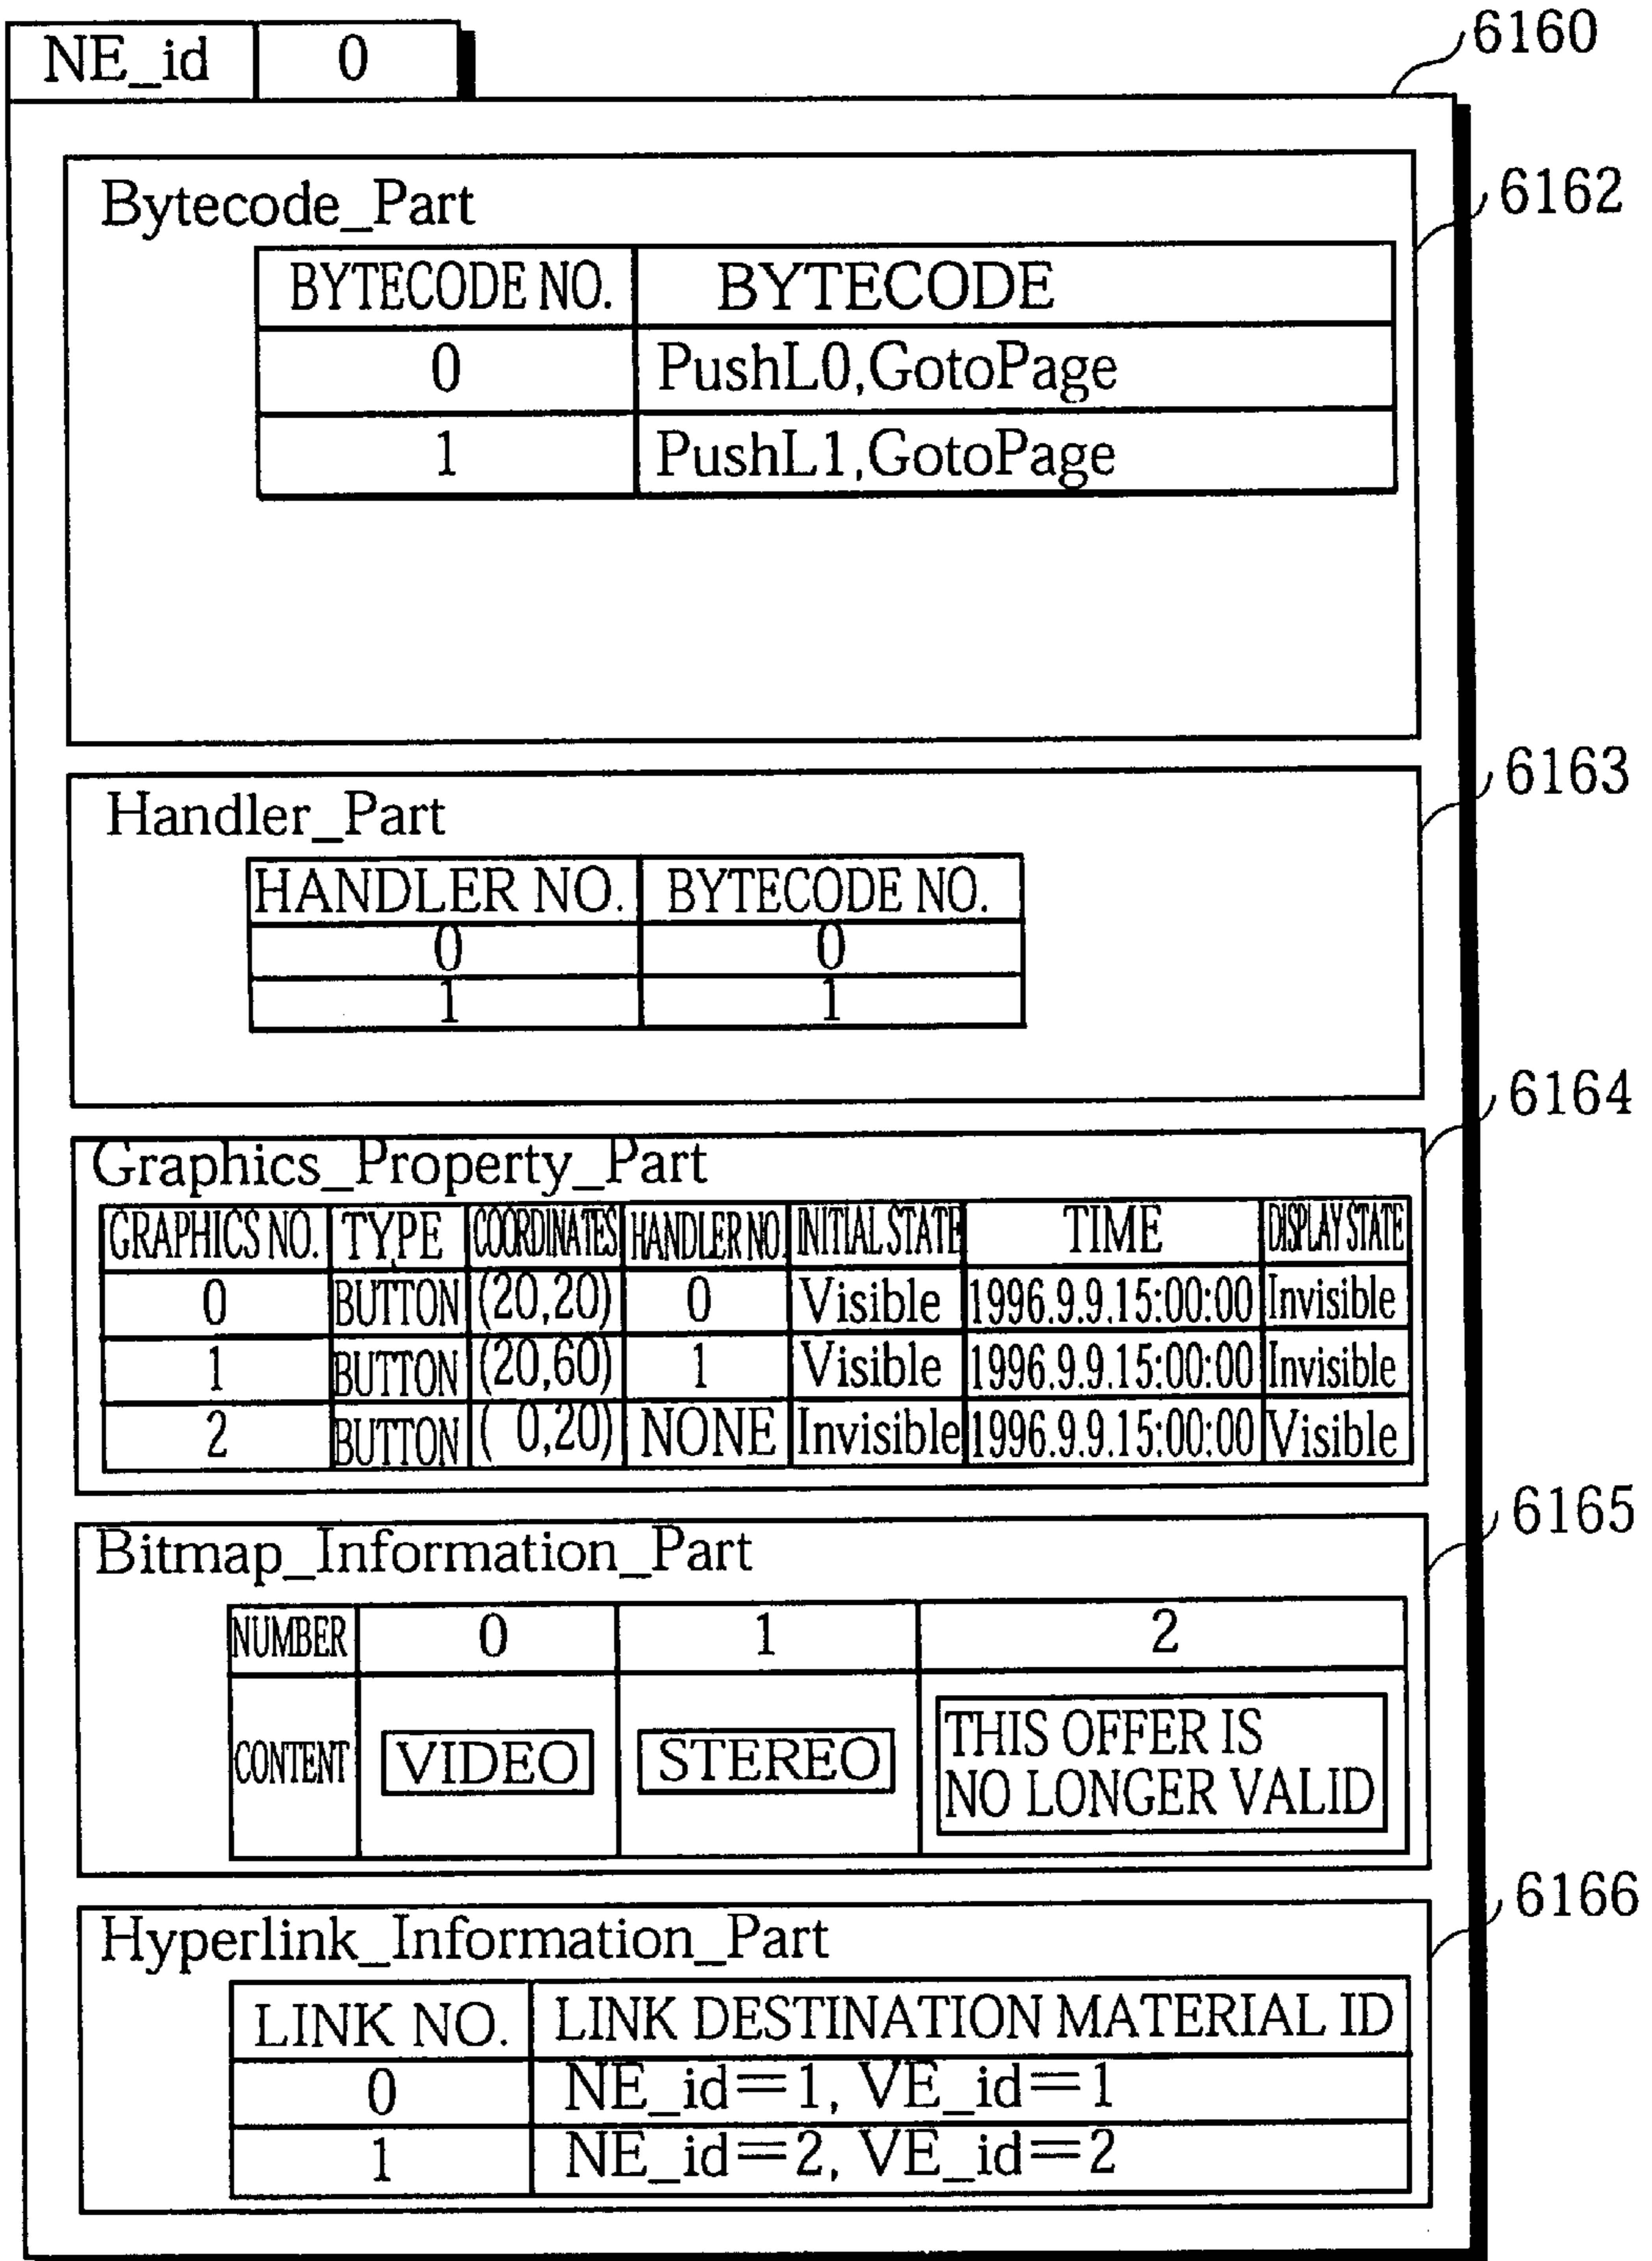 NE_id 0
6160
Bytecode_Part
6162
BYTECODE NO. BYTECODE
0 PushL0,GotoPage
1 PushL1,GotoPage
6163
Handler_Part
HANDLER NO. BYTECODE NO.
0 0
1 1
6164
Graphics_Property_Part
GRAPHICS NO. TYPE COORDINATES HANDLER NO. INITIAL STATE TIME DISPLAY STATE
0 BUTTON (20,20) 0 Visible 1996.9.9.15:00:00 Invisible
1 BUTTON (20,60) 1 Visible 1996.9.9.15:00:00 Invisible
2 BUTTON ( 0,20) NONE Invisible 1996.9.9.15:00:00 Visible
6165
Bitmap_Information_Part
NUMBER 0 1 2
CONTENT VIDEO STEREO THIS OFFER IS
NO LONGER VALID
6166
Hyperlink_Information_Part
LINK NO. LINK DESTINATION MATERIAL ID
0 NE_id=1, VE_id=1
1 NE_id=2, VE_id=2